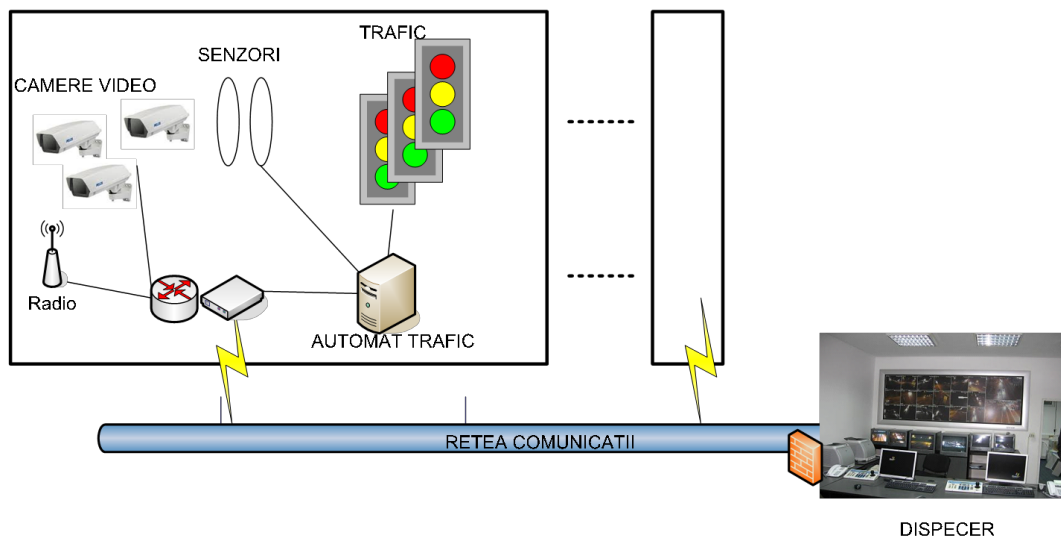 TRAFIC
SENZORI
CAMERE VIDEO
Radio
AUTOMAT TRAFIC
RETEA COMUNICATII
DISPECER